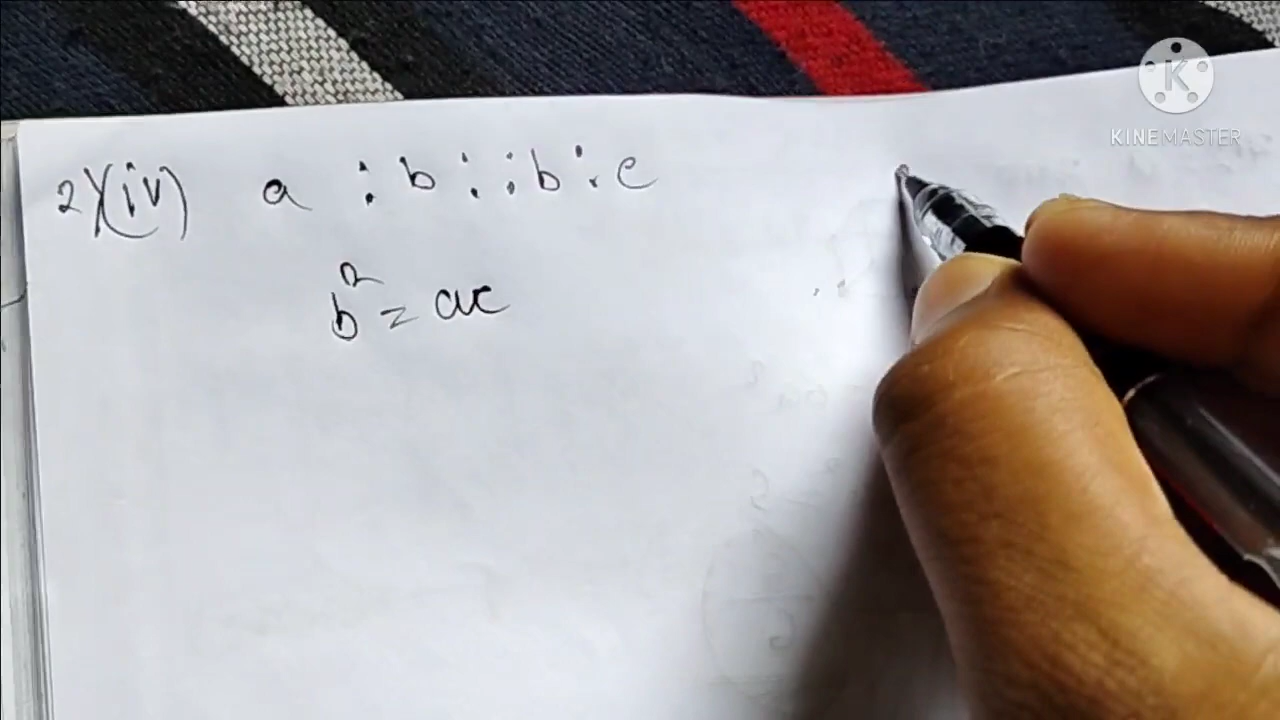 2)(iv) a : b :: b : c
b² = ac
KINEMASTER